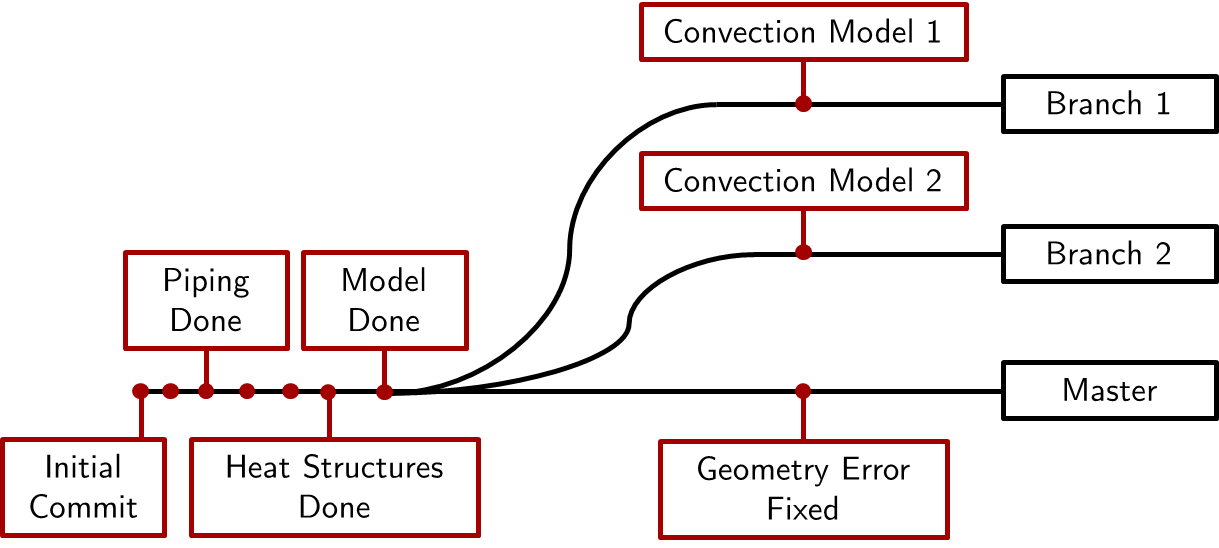 Convection Model 1
Branch 1
Convection Model 2
Branch 2
Piping
Done
Model
Done
Master
Initial
Commit
Heat Structures
Done
Geometry Error
Fixed